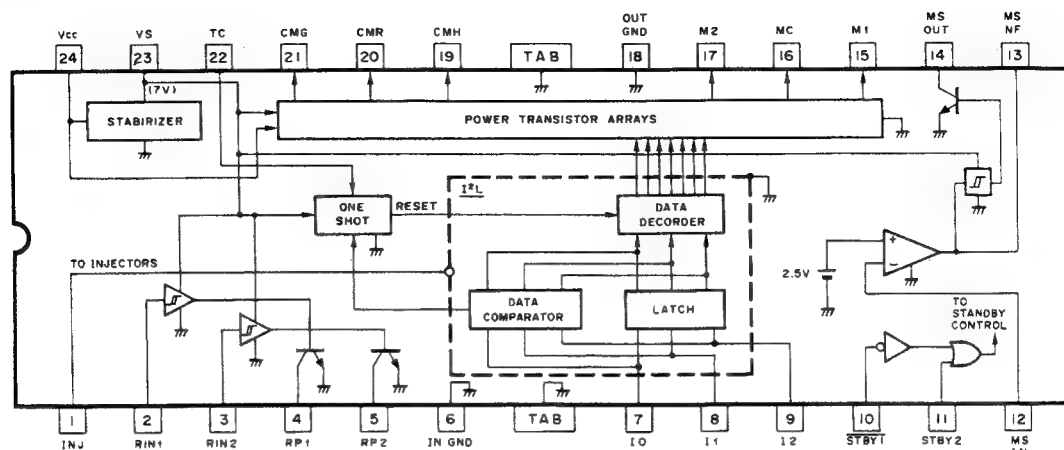 Vcc VS TC CMG CMR CMH OUT GND M2 MC M1 MS OUT MS NF
24 23 22 21 20 19 TAB 18 17 16 15 14 13
(7V)
STABIRIZER
POWER TRANSISTOR ARRAYS
I²L
ONE SHOT
RESET
DATA DECORDER
TO INJECTORS
2.5V
+
−
DATA COMPARATOR
LATCH
TO STANDBY CONTROL
1 2 3 4 5 6 TAB 7 8 9 10 11 12
INJ RIN1 RIN2 RP1 RP2 IN GND I0 I1 I2 STBY1 STBY2 MS